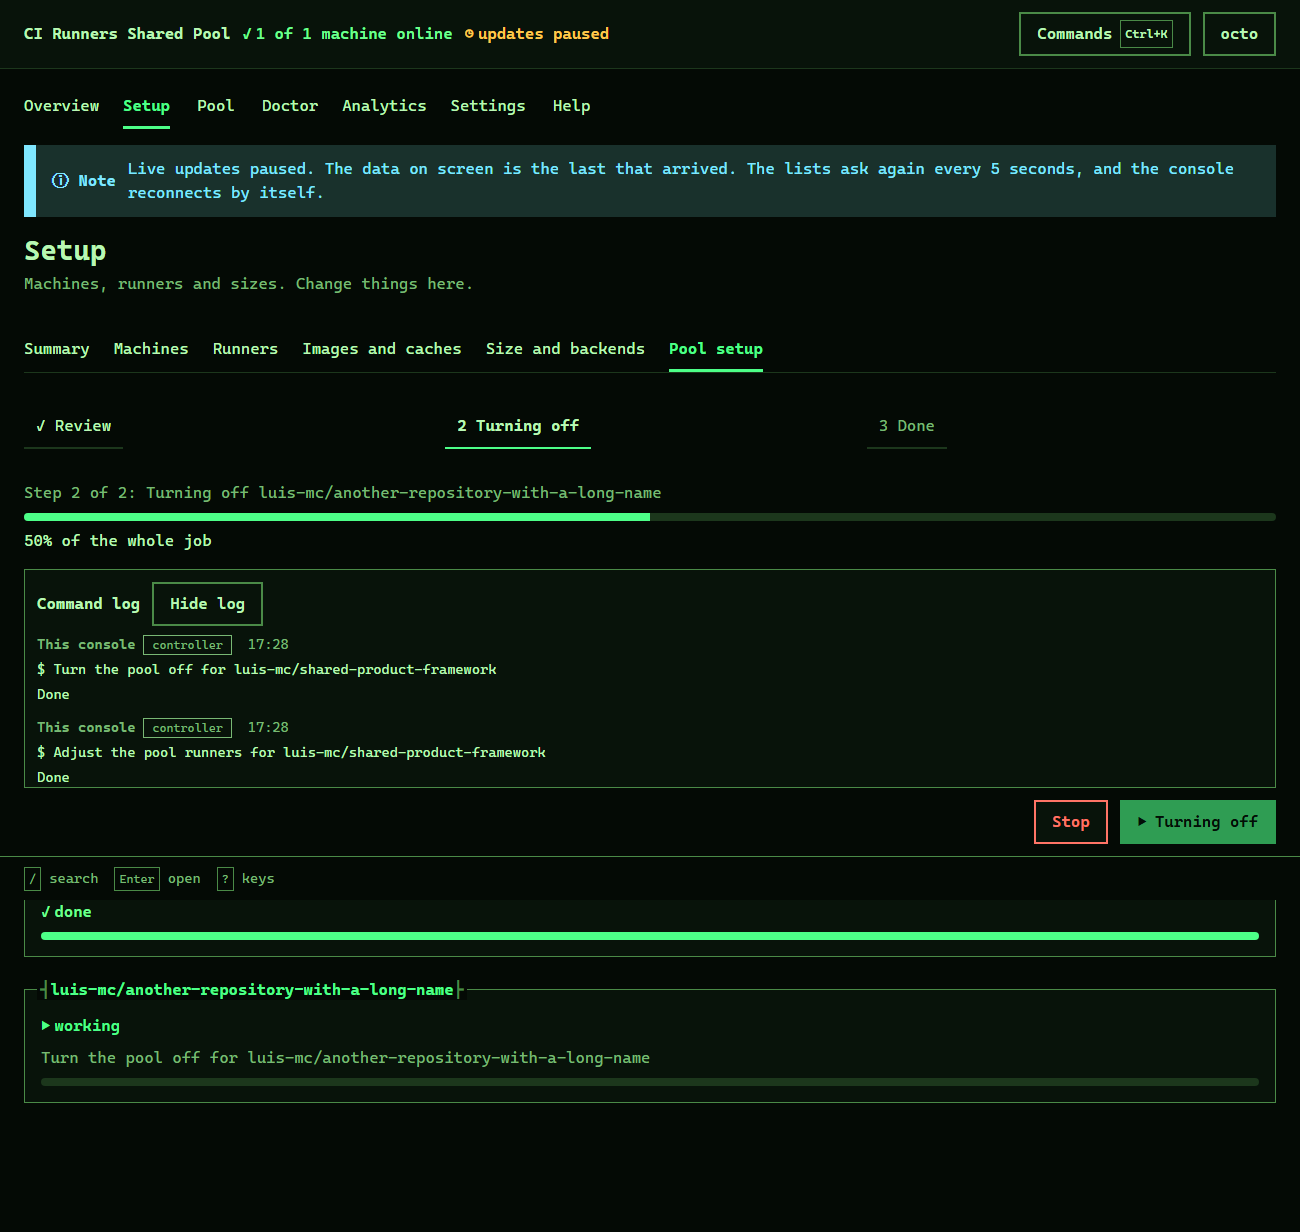 CI Runners Shared Pool ✓ 1 of 1 machine online updates paused
Commands Ctrl+K octo
Overview Setup Pool Doctor Analytics Settings Help
Note Live updates paused. The data on screen is the last that arrived. The lists ask again every 5 seconds, and the console
reconnects by itself.
Setup
Machines, runners and sizes. Change things here.
Summary Machines Runners Images and caches Size and backends Pool setup
✓ Review 2 Turning off 3 Done
Step 2 of 2: Turning off luis-mc/another-repository-with-a-long-name
50% of the whole job
Command log Hide log
This console controller 17:28
$ Turn the pool off for luis-mc/shared-product-framework
Done
This console controller 17:28
$ Adjust the pool runners for luis-mc/shared-product-framework
Done
Stop ▶ Turning off
/ search Enter open ? keys
✓ done
luis-mc/another-repository-with-a-long-name
▶ working
Turn the pool off for luis-mc/another-repository-with-a-long-name